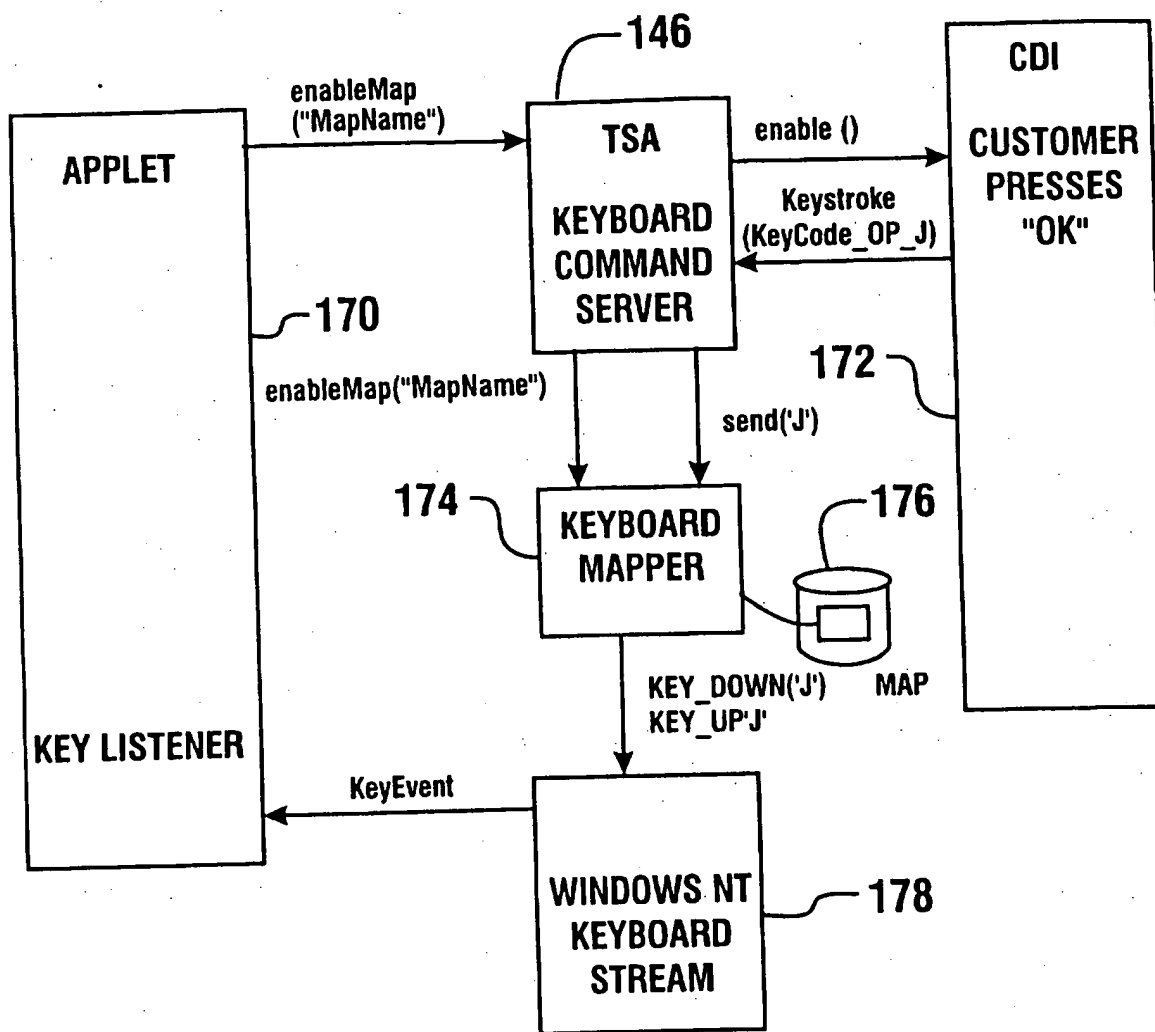 146
CDI
enableMap
("MapName")
APPLET
TSA
enable ()
CUSTOMER
PRESSES
"OK"
KEYBOARD
COMMAND
SERVER
Keystroke
(KeyCode_OP_J)
170
172
enableMap("MapName")
send('J')
174
KEYBOARD
MAPPER
176
KEY_DOWN('J')
KEY_UP'J'
MAP
KEY LISTENER
KeyEvent
WINDOWS NT
KEYBOARD
STREAM
178